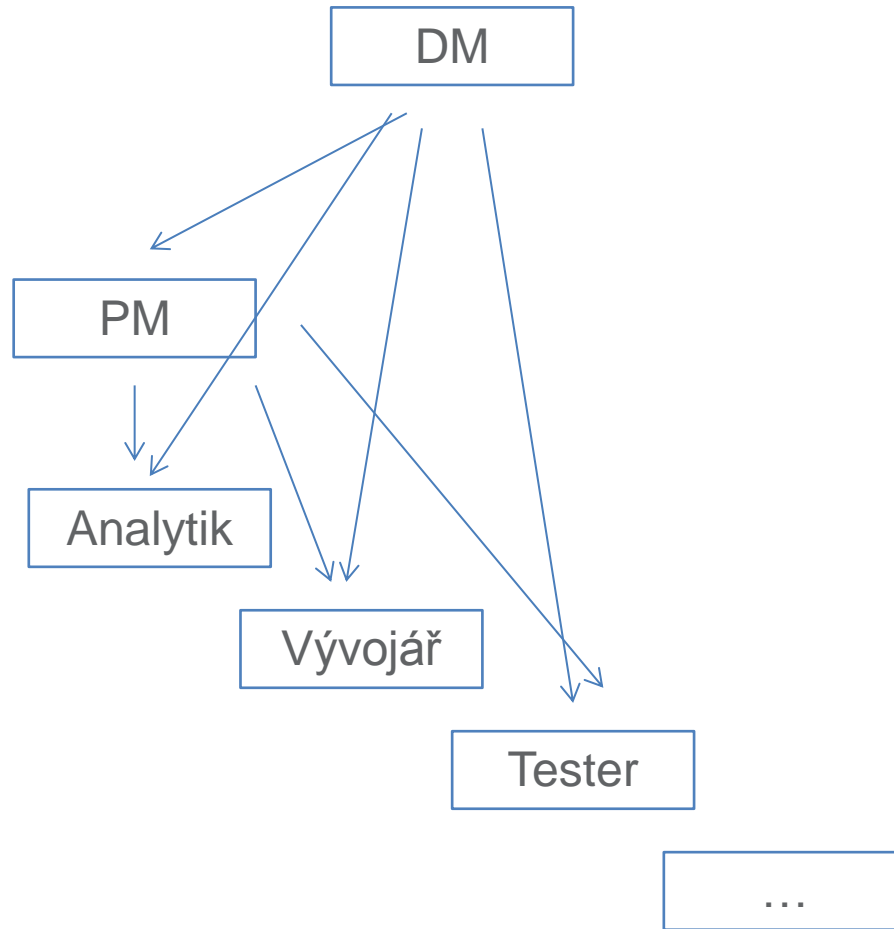 DM
PM
Analytik
Vývojář
Tester
…